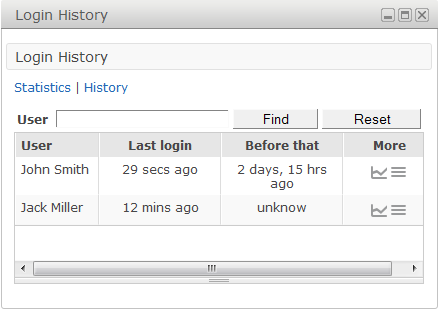 Login History
Login History
Statistics | History
User Find Reset
User Last login Before that More
John Smith 29 secs ago 2 days, 15 hrs
ago
Jack Miller 12 mins ago unknow